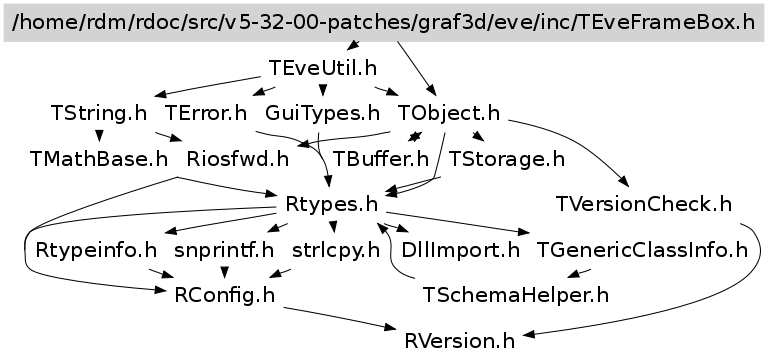 /home/rdm/rdoc/src/v5-32-00-patches/graf3d/eve/inc/TEveFrameBox.h
TEveUtil.h
TString.h TError.h GuiTypes.h TObject.h
TMathBase.h Riosfwd.h TBuffer.h TStorage.h
Rtypes.h TVersionCheck.h
Rtypeinfo.h snprintf.h strlcpy.h DllImport.h TGenericClassInfo.h
RConfig.h TSchemaHelper.h
RVersion.h